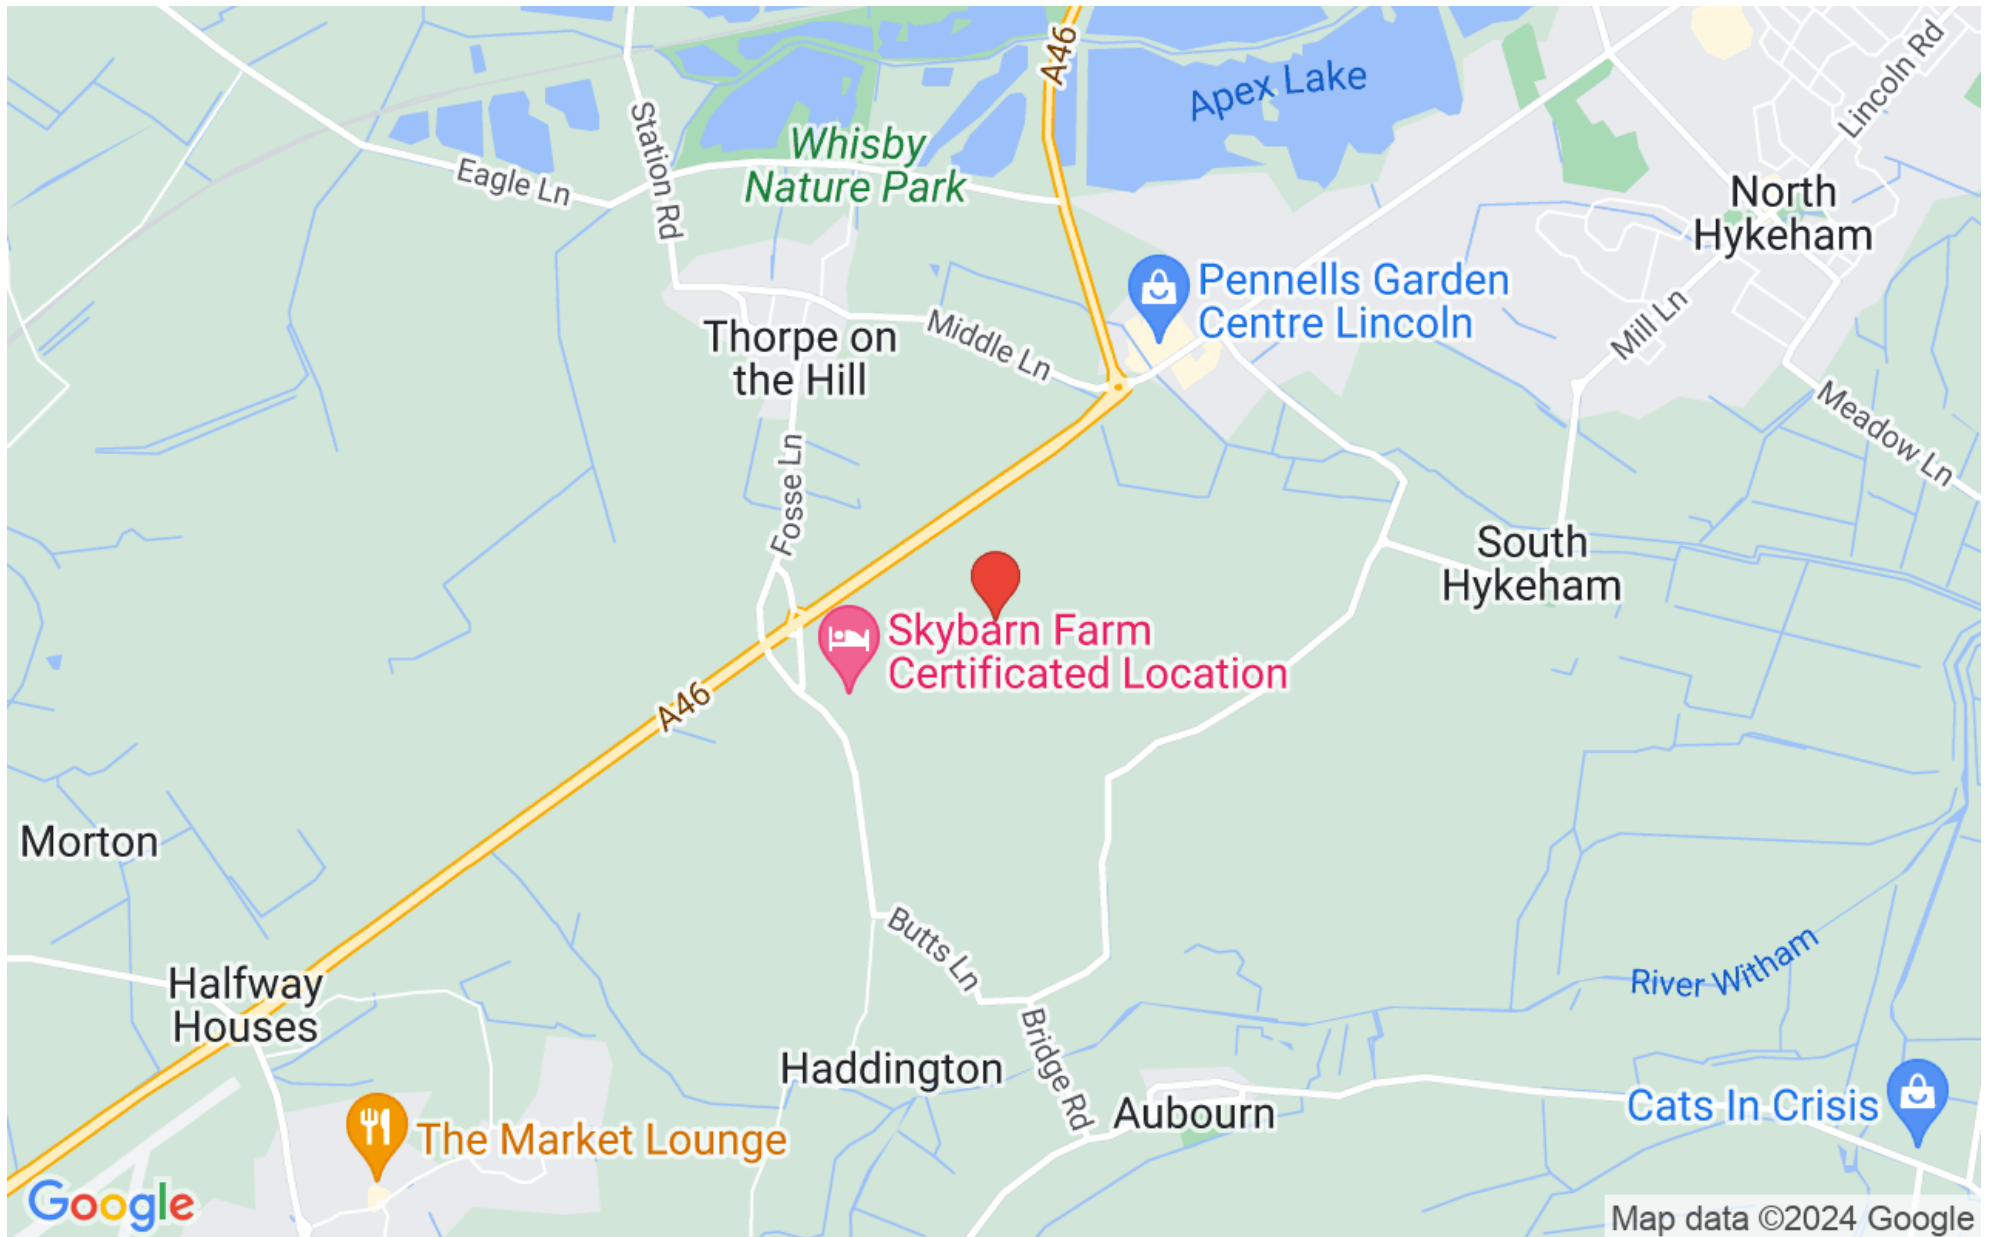 A46
Apex Lake
Lincoln Rd
Station Rd
Whisby
Nature Park
Eagle Ln
North
Hykeham
Pennells Garden
Centre Lincoln
Mill Ln
Thorpe on
the Hill
Middle Ln
Meadow Ln
Fosse Ln
South
Hykeham
Skybarn Farm
Certificated Location
A46
Morton
Butts Ln
River Witham
Halfway
Houses
Bridge Rd
Haddington
Aubourn
Cats In Crisis
The Market Lounge
Google
Map data ©2024 Google